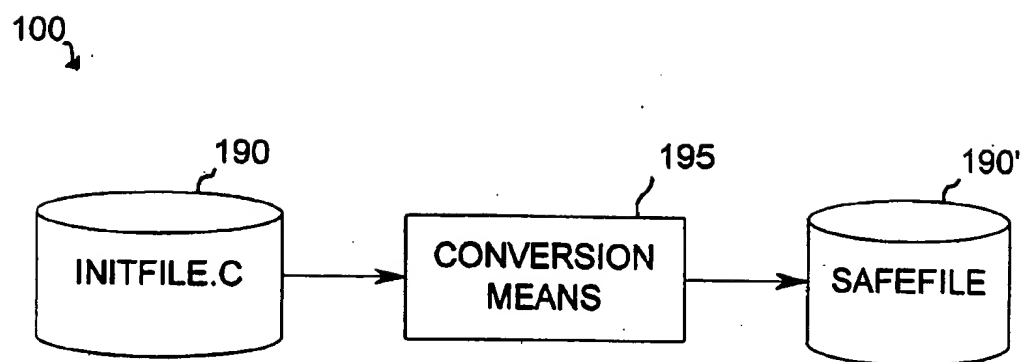 100
190
195
190'
INITFILE.C
CONVERSION
MEANS
SAFEFILE